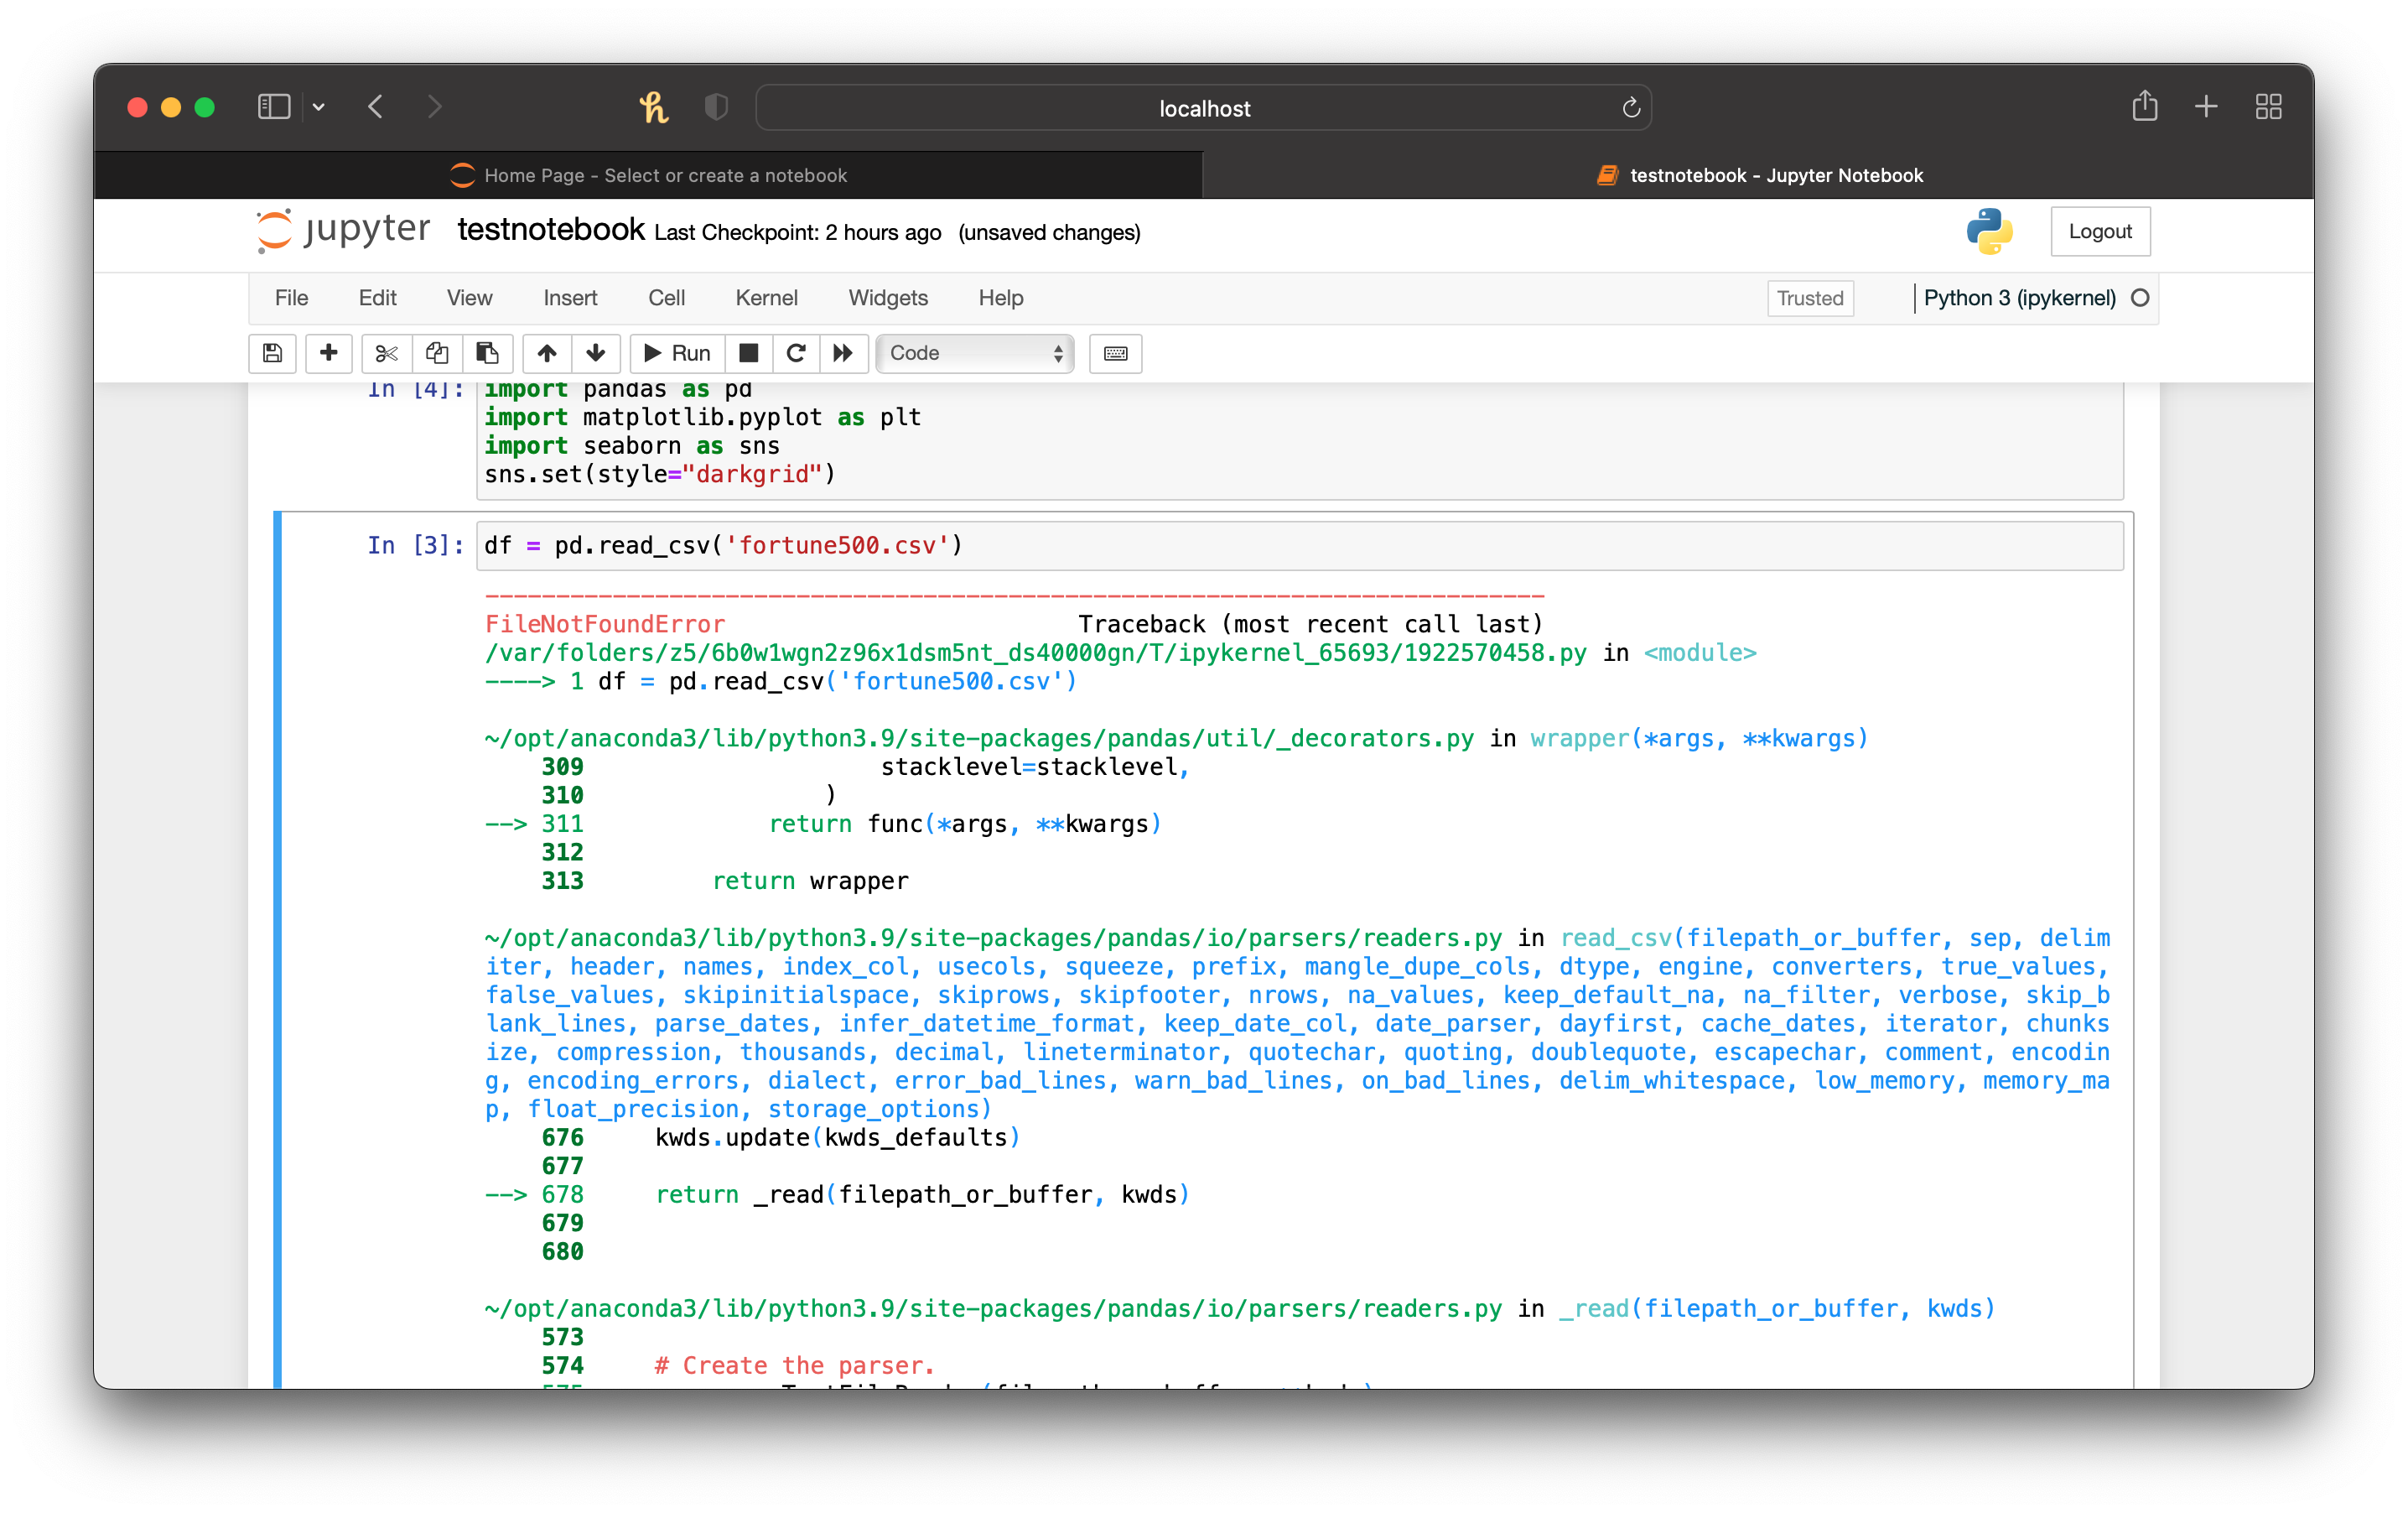 localhost
Home Page - Select or create a notebook
testnotebook - Jupyter Notebook
jupyter testnotebook Last Checkpoint: 2 hours ago (unsaved changes)
Logout
File Edit View Insert Cell Kernel Widgets Help
Trusted
Python 3 (ipykernel)
Run
Code
In [4]: import pandas as pd
import matplotlib.pyplot as plt
import seaborn as sns
sns.set(style="darkgrid")
In [3]: df = pd.read_csv('fortune500.csv')
---------------------------------------------------------------------------
FileNotFoundError                         Traceback (most recent call last)
/var/folders/z5/6b0w1wgn2z96x1dsm5nt_ds40000gn/T/ipykernel_65693/1922570458.py in <module>
----> 1 df = pd.read_csv('fortune500.csv')
~/opt/anaconda3/lib/python3.9/site-packages/pandas/util/_decorators.py in wrapper(*args, **kwargs)
    309                     stacklevel=stacklevel,
    310                 )
--> 311             return func(*args, **kwargs)
    312
    313         return wrapper
~/opt/anaconda3/lib/python3.9/site-packages/pandas/io/parsers/readers.py in read_csv(filepath_or_buffer, sep, delim
iter, header, names, index_col, usecols, squeeze, prefix, mangle_dupe_cols, dtype, engine, converters, true_values,
false_values, skipinitialspace, skiprows, skipfooter, nrows, na_values, keep_default_na, na_filter, verbose, skip_b
lank_lines, parse_dates, infer_datetime_format, keep_date_col, date_parser, dayfirst, cache_dates, iterator, chunks
ize, compression, thousands, decimal, lineterminator, quotechar, quoting, doublequote, escapechar, comment, encodin
g, encoding_errors, dialect, error_bad_lines, warn_bad_lines, on_bad_lines, delim_whitespace, low_memory, memory_ma
p, float_precision, storage_options)
    676     kwds.update(kwds_defaults)
    677
--> 678     return _read(filepath_or_buffer, kwds)
    679
    680
~/opt/anaconda3/lib/python3.9/site-packages/pandas/io/parsers/readers.py in _read(filepath_or_buffer, kwds)
    573
    574     # Create the parser.